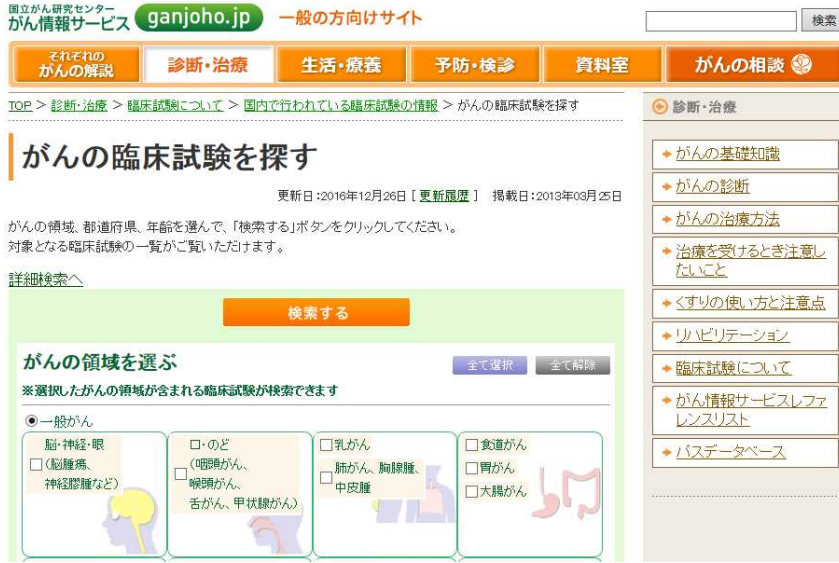 国立がん研究センター
がん情報サービス ganjoho.jp 一般の方向けサイト
検索
それぞれの
がんの解説
診断・治療
生活・療養
予防・検診
資料室
がんの相談
TOP > 診断・治療 > 臨床試験について > 国内で行われている臨床試験の情報 > がんの臨床試験を探す
がんの臨床試験を探す
更新日:2016年12月26日 [ 更新履歴 ] 掲載日:2013年03月25日
がんの領域、都道府県、年齢を選んで、「検索する」ボタンをクリックしてください。
対象となる臨床試験の一覧がご覧いただけます。
詳細検索へ
検索する
がんの領域を選ぶ
全て選択
全て解除
※選択したがんの領域が含まれる臨床試験が検索できます
一般がん
脳・神経・眼
(脳腫瘍、
神経膠腫など)
口・のど
(咽頭がん、
喉頭がん、
舌がん、甲状腺がん)
乳がん
肺がん、胸腺腫、
中皮腫
食道がん
胃がん
大腸がん
診断・治療
がんの基礎知識
がんの診断
がんの治療方法
治療を受けるとき注意し
たいこと
くすりの使い方と注意点
リハビリテーション
臨床試験について
がん情報サービスレファ
レンスリスト
パスデータベース